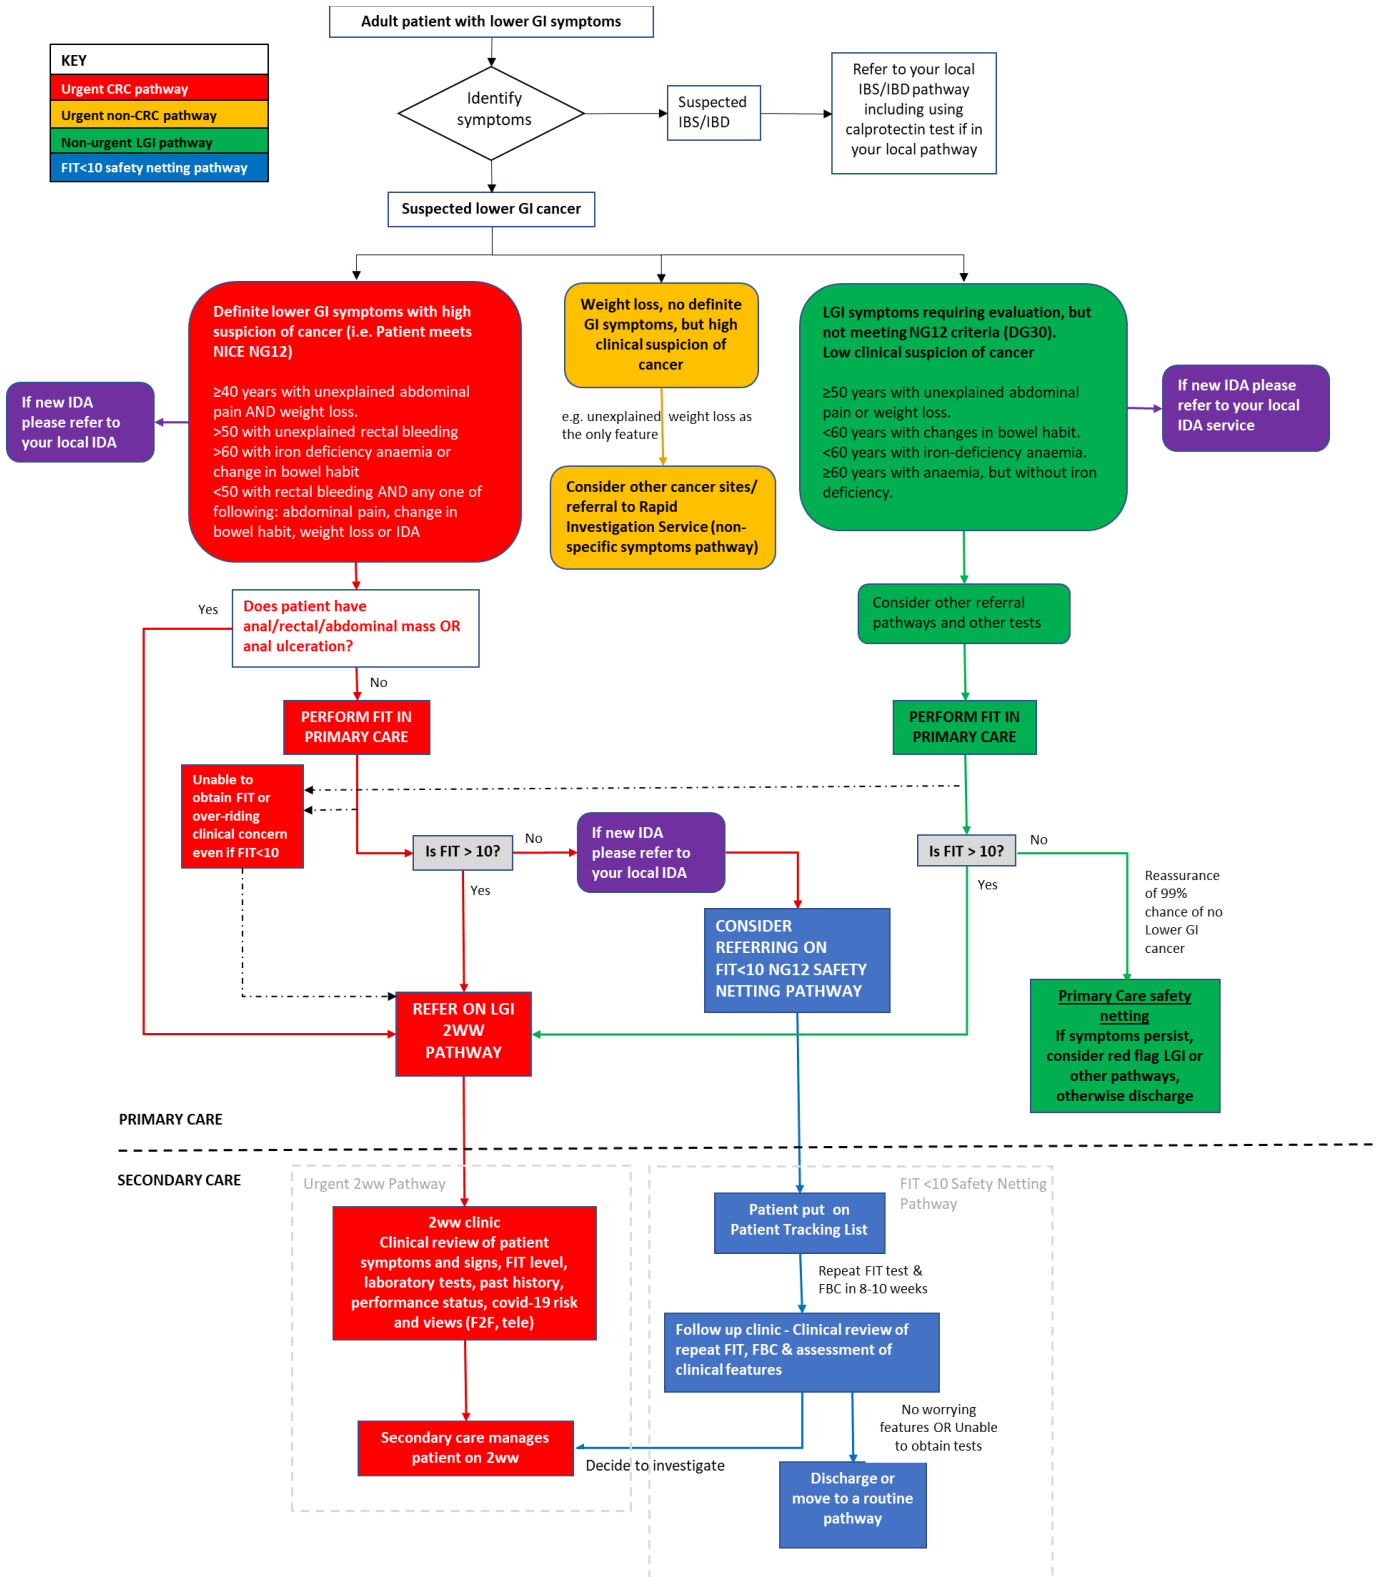 Adult patient with lower GI symptoms
KEY
Urgent CRC pathway
Urgent non-CRC pathway
Non-urgent LGI pathway
FIT<10 safety netting pathway
Identify
symptoms
Suspected
IBS/IBD
Refer to your local
IBS/IBD pathway
including using
calprotectin test if in
your local pathway
Suspected lower GI cancer
Definite lower GI symptoms with high
suspicion of cancer (i.e. Patient meets
NICE NG12)
≥40 years with unexplained abdominal
pain AND weight loss.
>50 with unexplained rectal bleeding
>60 with iron deficiency anaemia or
change in bowel habit
<50 with rectal bleeding AND any one of
following: abdominal pain, change in
bowel habit, weight loss or IDA
If new IDA
please refer to
your local IDA
Weight loss, no definite
GI symptoms, but high
clinical suspicion of
cancer
e.g. unexplained weight loss as
the only feature
Consider other cancer sites/
referral to Rapid
Investigation Service (non-
specific symptoms pathway)
LGI symptoms requiring evaluation, but
not meeting NG12 criteria (DG30).
Low clinical suspicion of cancer
≥50 years with unexplained abdominal
pain or weight loss.
<60 years with changes in bowel habit.
<60 years with iron-deficiency anaemia.
≥60 years with anaemia, but without iron
deficiency.
If new IDA please
refer to your local
IDA service
Yes
Does patient have
anal/rectal/abdominal mass OR
anal ulceration?
No
Consider other referral
pathways and other tests
PERFORM FIT IN
PRIMARY CARE
PERFORM FIT IN
PRIMARY CARE
Unable to
obtain FIT or
over-riding
clinical concern
even if FIT<10
Is FIT > 10?
No
Yes
If new IDA
please refer to
your local IDA
Is FIT > 10?
No
Yes
Reassurance
of 99%
chance of no
Lower GI
cancer
CONSIDER
REFERRING ON
FIT<10 NG12 SAFETY
NETTING PATHWAY
REFER ON LGI
2WW
PATHWAY
Primary Care safety
netting
If symptoms persist,
consider red flag LGI or
other pathways,
otherwise discharge
PRIMARY CARE
SECONDARY CARE
Urgent 2ww Pathway
FIT <10 Safety Netting
Pathway
2ww clinic
Clinical review of patient
symptoms and signs, FIT level,
laboratory tests, past history,
performance status, covid-19 risk
and views (F2F, tele)
Patient put on
Patient Tracking List
Repeat FIT test &
FBC in 8-10 weeks
Follow up clinic - Clinical review of
repeat FIT, FBC & assessment of
clinical features
Secondary care manages
patient on 2ww
Decide to investigate
No worrying
features OR Unable
to obtain tests
Discharge or
move to a routine
pathway